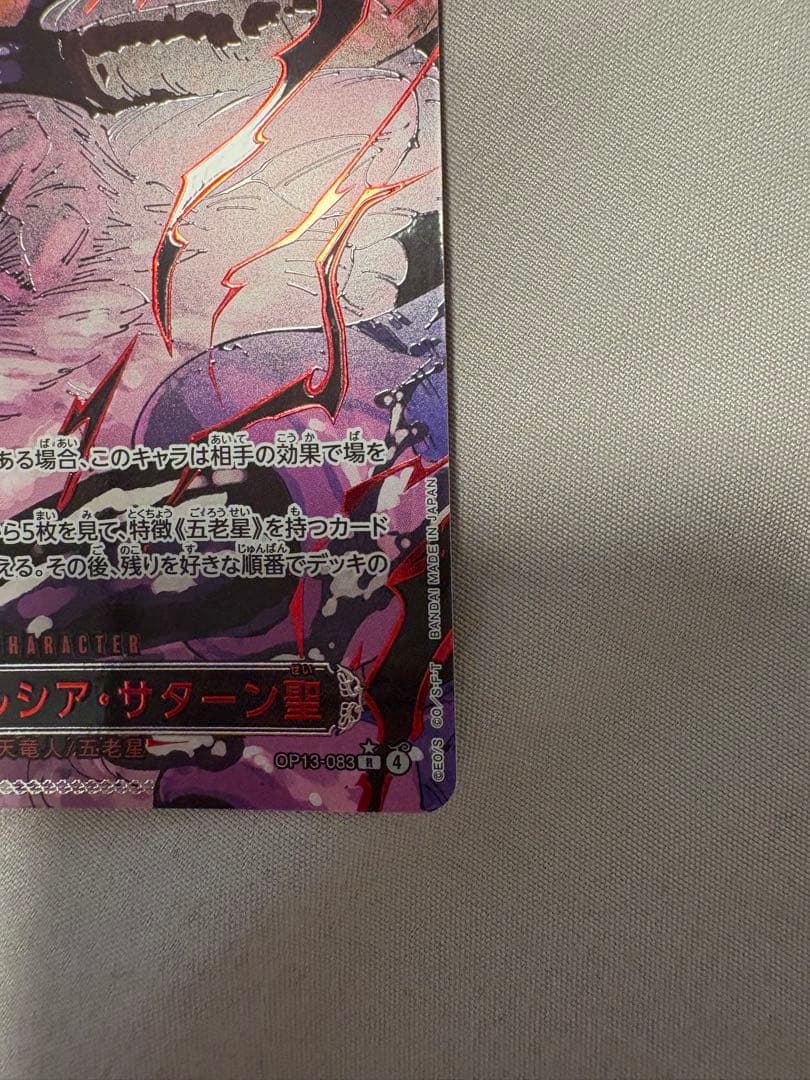 ある場合、このキャラは相手の効果で場を
ら5枚を見て、特徴《五老星》を持つカード
える。その後、残りを好きな順番でデッキの
CHARACTER
ルシア・サターン聖
天竜人/五老星
OP13-083 R 4
©EO/S ©O/S・F・T BANDAI MADE IN JAPAN